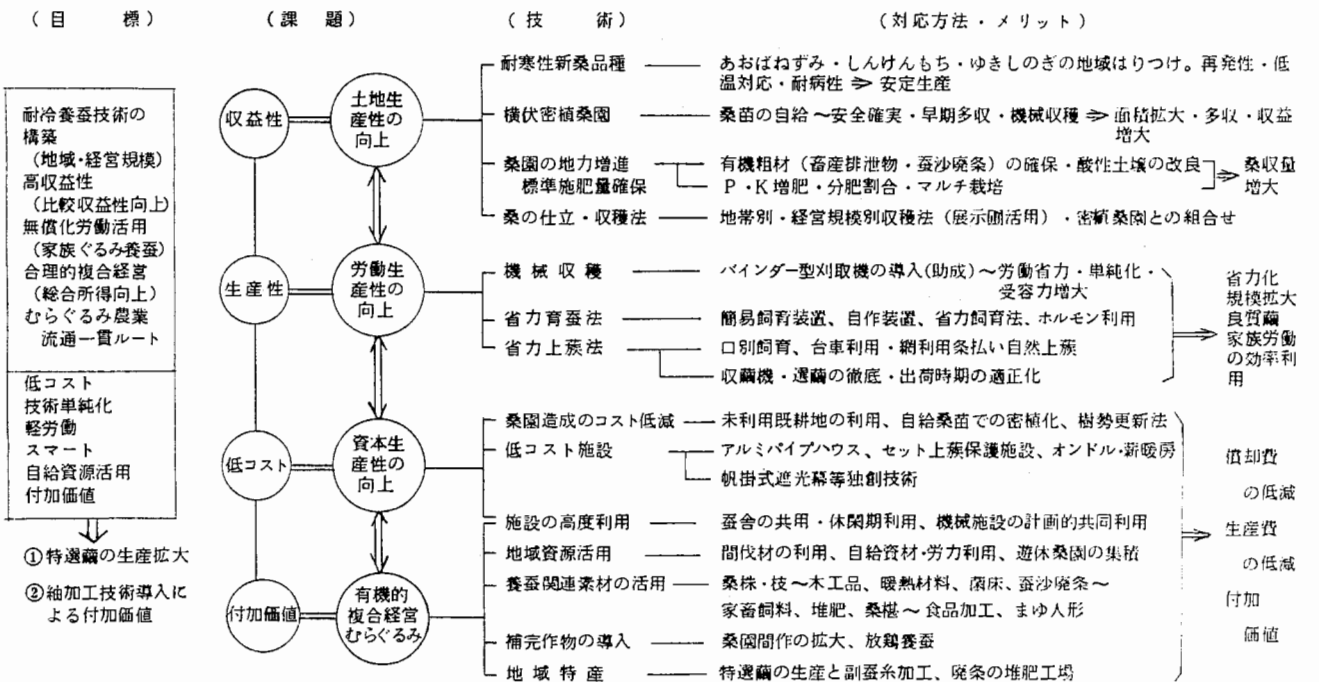 (目標) (課題) (技術) (対応方法・メリット)
耐冷養蚕技術の
構築
(地域・経営規模)
高収益性
(比較収益性向上)
無償化労働活用
(家族ぐるみ養蚕)
合理的複合経営
(総合所得向上)
むらぐるみ農業
流通一貫ルート
低コスト
技術単純化
軽労働
スマート
自給資源活用
付加価値
①特選繭の生産拡大
②紬加工技術導入に
よる付加価値
収益性
土地生
産性の
向上
生産性
労働生
産性の
向上
低コスト
資本生
産性の
向上
付加価値
有機的
複合経営
むらぐるみ
耐寒性新桑品種 あおばねずみ・しんけんもち・ゆきしのぎの地域はりつけ。再発性・低
温対応・耐病性⇒安定生産
横伏密植桑園 桑苗の自給~安全確実・早期多収・機械収穫⇒面積拡大・多収・収益
増大
桑園の地力増進 有機粗材(畜産排泄物・蚕沙廃条)の確保・酸性土壌の改良
標準施肥量確保 P・K増肥・分肥割合・マルチ栽培
桑収量
増大
桑の仕立・収穫法 地帯別・経営規模別収穫法(展示圃活用)・密植桑園との組合せ
機械収穫 バインダー型刈取機の導入(助成)~労働省力・単純化・
受容力増大
省力育蚕法 簡易飼育装置、自作装置、省力飼育法、ホルモン利用
省力上蔟法 口別飼育、台車利用・網利用条払い自然上蔟
収繭機・選繭の徹底・出荷時期の適正化
省力化
規模拡大
良質繭
家族労働
の効率利
用
桑園造成のコスト低減 未利用既耕地の利用、自給桑苗での密植化、樹勢更新法
低コスト施設 アルミパイプハウス、セット上蔟保護施設、オンドル・薪暖房
帆掛式遮光幕等独創技術
施設の高度利用 蚕舎の共用・休閑期利用、機械施設の計画的共同利用
地域資源活用 間伐材の利用、自給資材・労力利用、遊休桑園の集積
養蚕関連素材の活用 桑株・枝~木工品、暖熱材料、菌床、蚕沙廃条~
家畜飼料、堆肥、桑椹~食品加工、まゆ人形
補完作物の導入 桑園間作の拡大、放鶏養蚕
地域特産 特選繭の生産と副蚕糸加工、廃条の堆肥工場
償却費
の低減
生産費
の低減
付加
価値